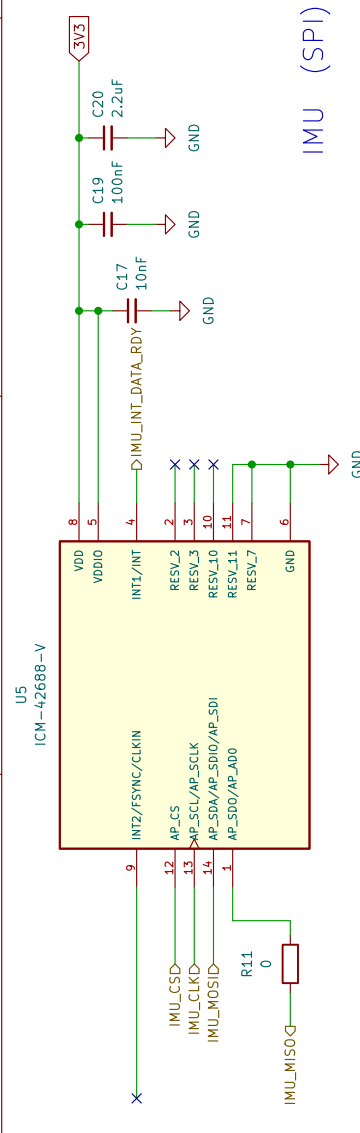 IMU (SPI)
3V3
C20
2.2uF
GND
C19
100nF
GND
C17
10nF
GND
IMU_INT_DATA_RDY
GND
8
5
4
2
3
10
11
7
6
VDD
VDDIO
INT1/INT
RESV_2
RESV_3
RESV_10
RESV_11
RESV_7
GND
U5
ICM-42688-V
INT2/FSYNC/CLKIN
AP_CS
AP_SCL/AP_SCLK
AP_SDA/AP_SDIO/AP_SDI
AP_SDO/AP_AD0
9
12
13
14
1
IMU_CS
IMU_CLK
IMU_MOSI
R11
0
IMU_MISO